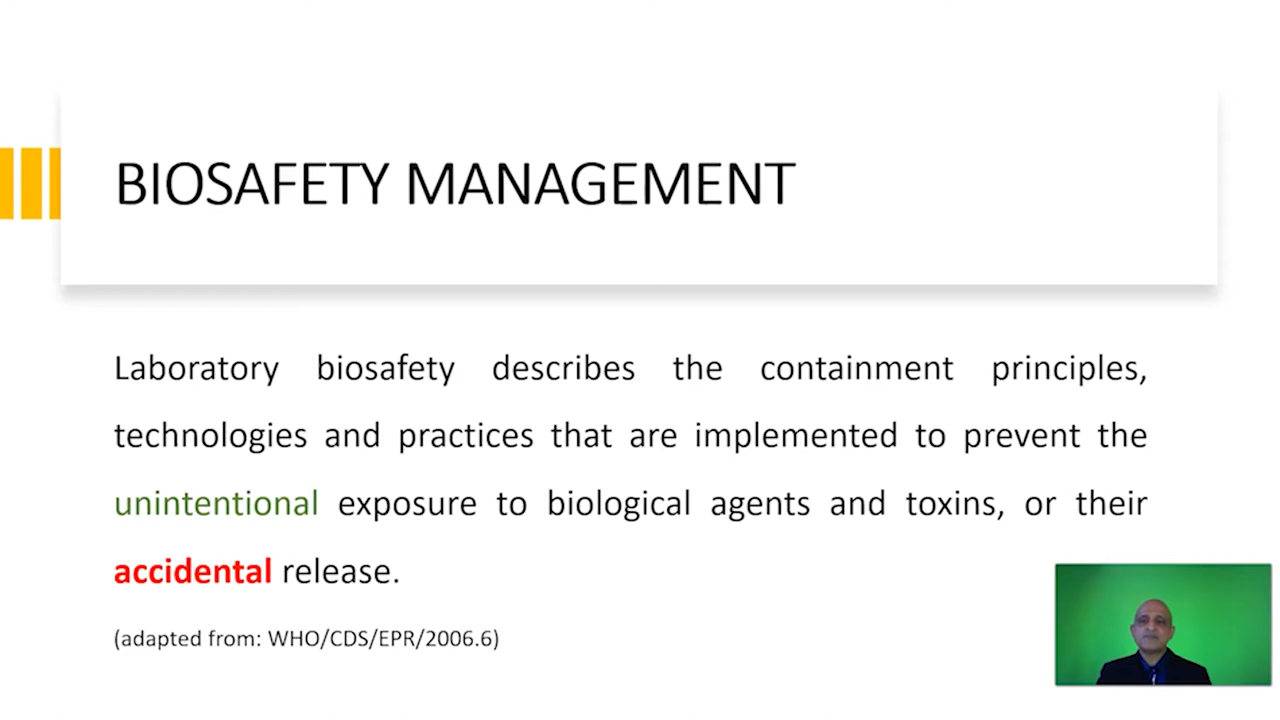 BIOSAFETY MANAGEMENT
Laboratory biosafety describes the containment principles,
technologies and practices that are implemented to prevent the
unintentional exposure to biological agents and toxins, or their
accidental release.
(adapted from: WHO/CDS/EPR/2006.6)